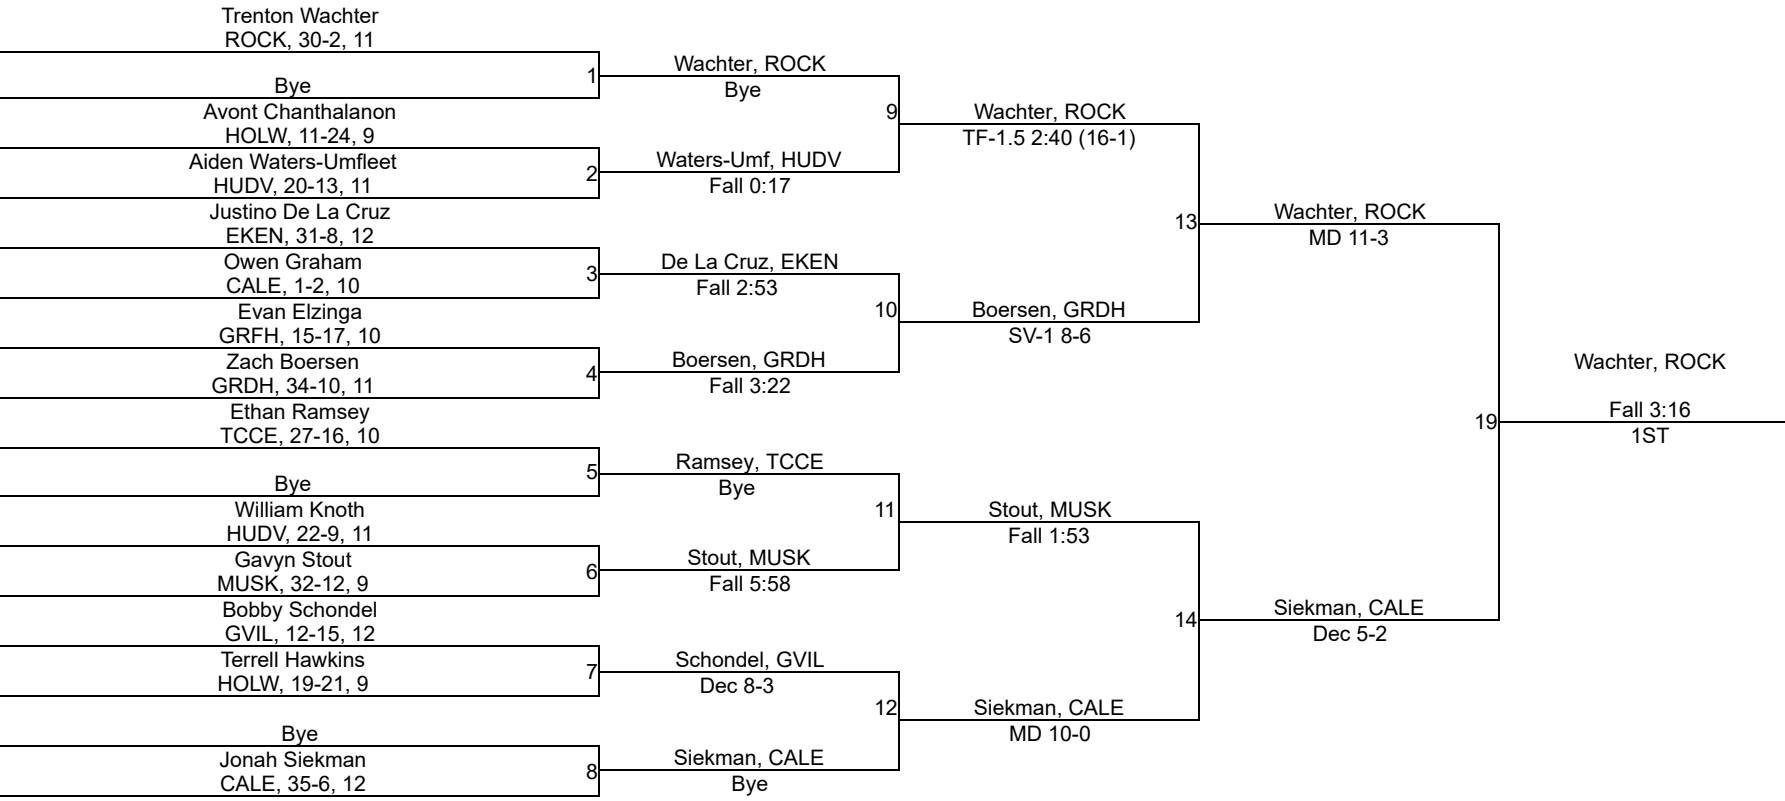 Trenton Wachter
ROCK, 30-2, 11
1
Bye
Avont Chanthalanon
HOLW, 11-24, 9
Aiden Waters-Umfleet
2
HUDV, 20-13, 11
Justino De La Cruz
EKEN, 31-8, 12
Owen Graham
3
CALE, 1-2, 10
Evan Elzinga
GRFH, 15-17, 10
Zach Boersen
4
GRDH, 34-10, 11
Ethan Ramsey
TCCE, 27-16, 10
5
Bye
William Knoth
HUDV, 22-9, 11
Gavyn Stout
6
MUSK, 32-12, 9
Bobby Schondel
GVIL, 12-15, 12
Terrell Hawkins
7
HOLW, 19-21, 9
Bye
Jonah Siekman
8
CALE, 35-6, 12
Wachter, ROCK
Bye
9
Waters-Umf, HUDV
Fall 0:17
De La Cruz, EKEN
Fall 2:53
10
Boersen, GRDH
Fall 3:22
Ramsey, TCCE
Bye
11
Stout, MUSK
Fall 5:58
Schondel, GVIL
Dec 8-3
12
Siekman, CALE
Bye
Wachter, ROCK
TF-1.5 2:40 (16-1)
13
Boersen, GRDH
SV-1 8-6
Stout, MUSK
Fall 1:53
14
Siekman, CALE
MD 10-0
Wachter, ROCK
MD 11-3
19
Siekman, CALE
Dec 5-2
Wachter, ROCK
Fall 3:16
1ST